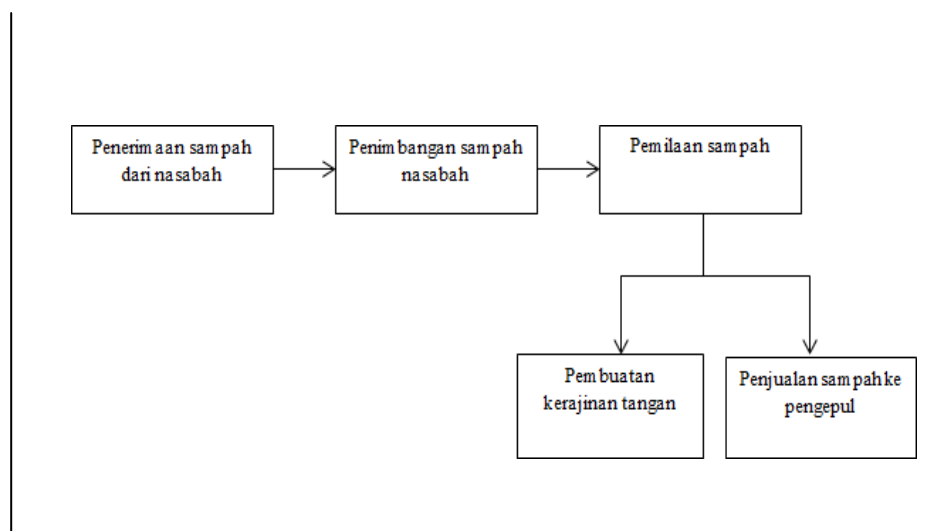 Penerimaan sampah
dari nasabah
Penimbangan sampah
nasabah
Pemilaan sampah
Pembuatan
kerajinan tangan
Penjualan sampah ke
pengepul